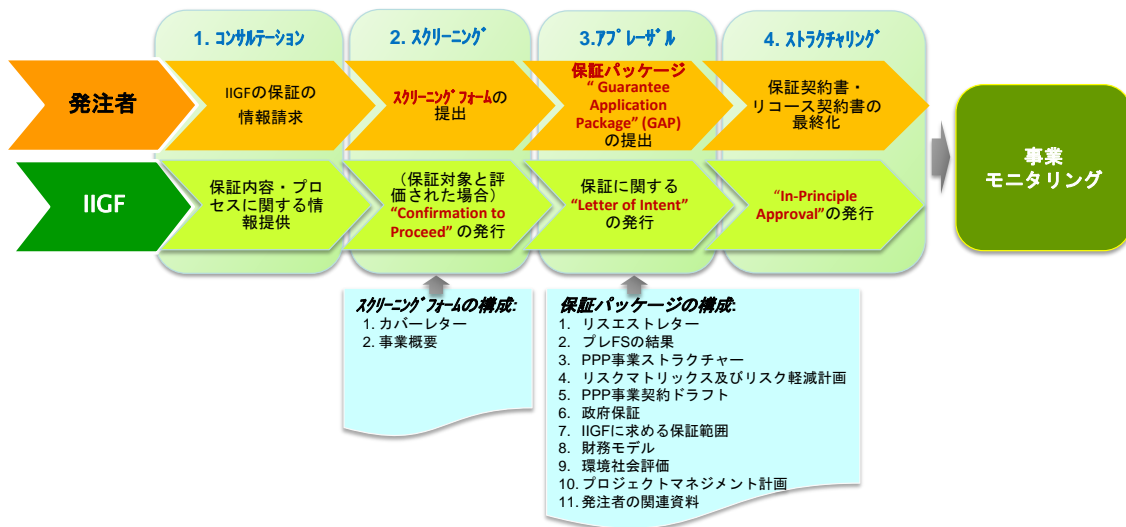 1. ｺﾝｻﾙﾃｰｼｮﾝ
2. ｽｸﾘｰﾆﾝｸﾞ
3.ｱﾌﾟﾚｰｻﾞﾙ
4. ｽﾄﾗｸﾁｬﾘﾝｸﾞ
発注者
IIGFの保証の
情報請求
ｽｸﾘｰﾆﾝｸﾞﾌｫｰﾑの
提出
保証パッケージ
“ Guarantee
Application
Package” (GAP)
の提出
保証契約書・
リコース契約書の
最終化
IIGF
保証内容・プロ
セスに関する情
報提供
（保証対象と評
価された場合）
“Confirmation to
Proceed” の発行
保証に関する
“Letter of Intent”
の発行
“In-Principle
Approval”の発行
事業
モニタリング
ｽｸﾘｰﾆﾝｸﾞﾌｫｰﾑの構成:
1. カバーレター
2. 事業概要
保証パッケージの構成:
1. リスエストレター
2. プレFSの結果
3. PPP事業ストラクチャー
4. リスクマトリックス及びリスク軽減計画
5. PPP事業契約ドラフト
6. 政府保証
7. IIGFに求める保証範囲
8. 財務モデル
9. 環境社会評価
10. プロジェクトマネジメント計画
11. 発注者の関連資料